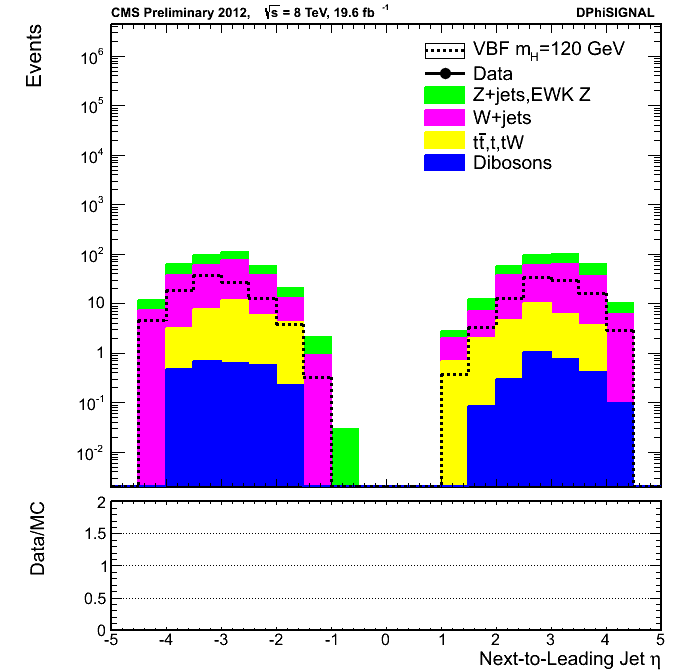 CMS Preliminary 2012, √s = 8 TeV, 19.6 fb⁻¹ DPhiSIGNAL
Events
VBF m_H=120 GeV
Data
Z+jets,EWK Z
W+jets
tt̄,t,tW
Dibosons
10⁶
10⁵
10⁴
10³
10²
10
1
10⁻¹
10⁻²
Data/MC
2
1.5
1
0.5
0
-5 -4 -3 -2 -1 0 1 2 3 4 5
Next-to-Leading Jet η